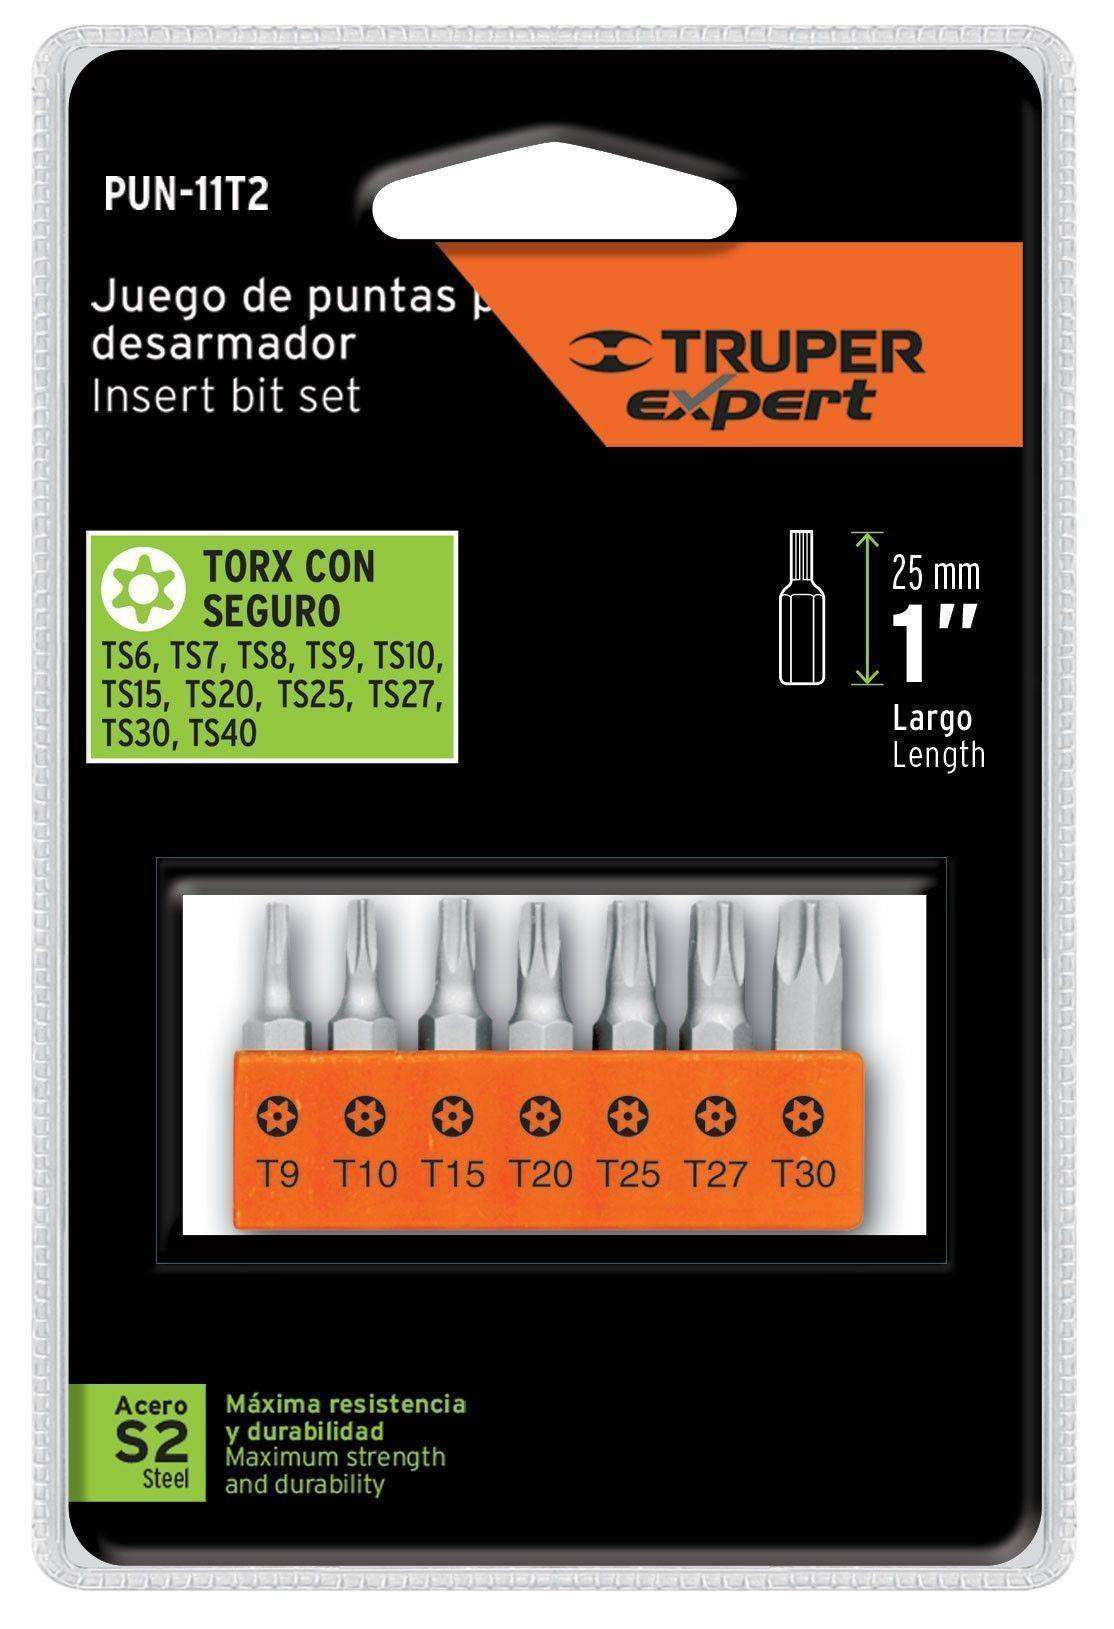 PUN-11T2
Juego de puntas p
desarmador
Insert bit set
TRUPER
expert
TORX CON
SEGURO
TS6, TS7, TS8, TS9, TS10,
TS15, TS20, TS25, TS27,
TS30, TS40
25 mm
1"
Largo
Length
T9 T10 T15 T20 T25 T27 T30
Acero
S2
Steel
Máxima resistencia
y durabilidad
Maximum strength
and durability